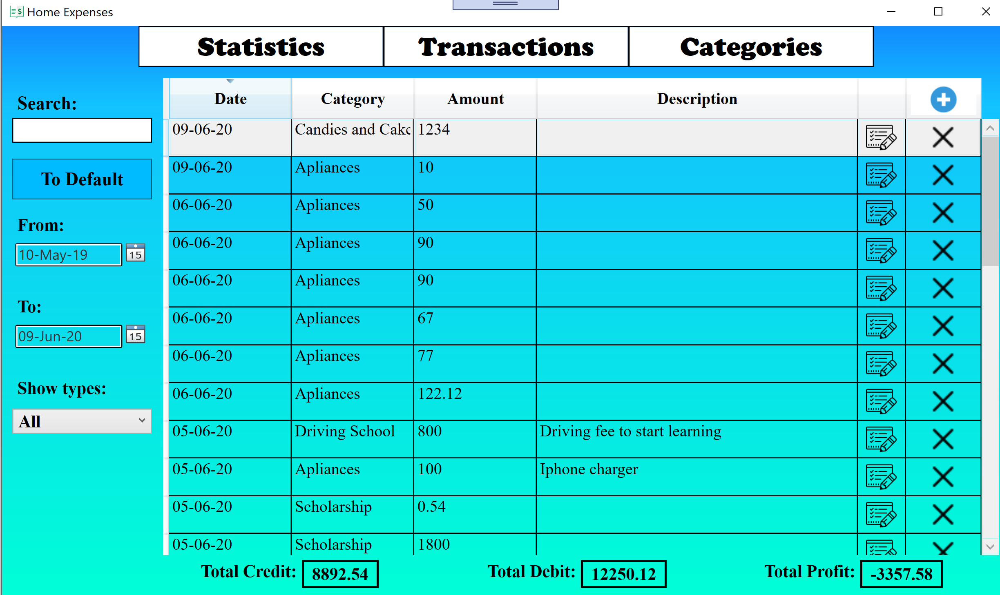 Home Expenses
Statistics Transactions Categories
Search:
To Default
From:
10-May-19 15
To:
09-Jun-20 15
Show types:
All
Date Category Amount Description
09-06-20 Candies and Cake 1234
09-06-20 Apliances 10
06-06-20 Apliances 50
06-06-20 Apliances 90
06-06-20 Apliances 90
06-06-20 Apliances 67
06-06-20 Apliances 77
06-06-20 Apliances 122.12
05-06-20 Driving School 800 Driving fee to start learning
05-06-20 Apliances 100 Iphone charger
05-06-20 Scholarship 0.54
05-06-20 Scholarship 1800
Total Credit: 8892.54 Total Debit: 12250.12 Total Profit: -3357.58